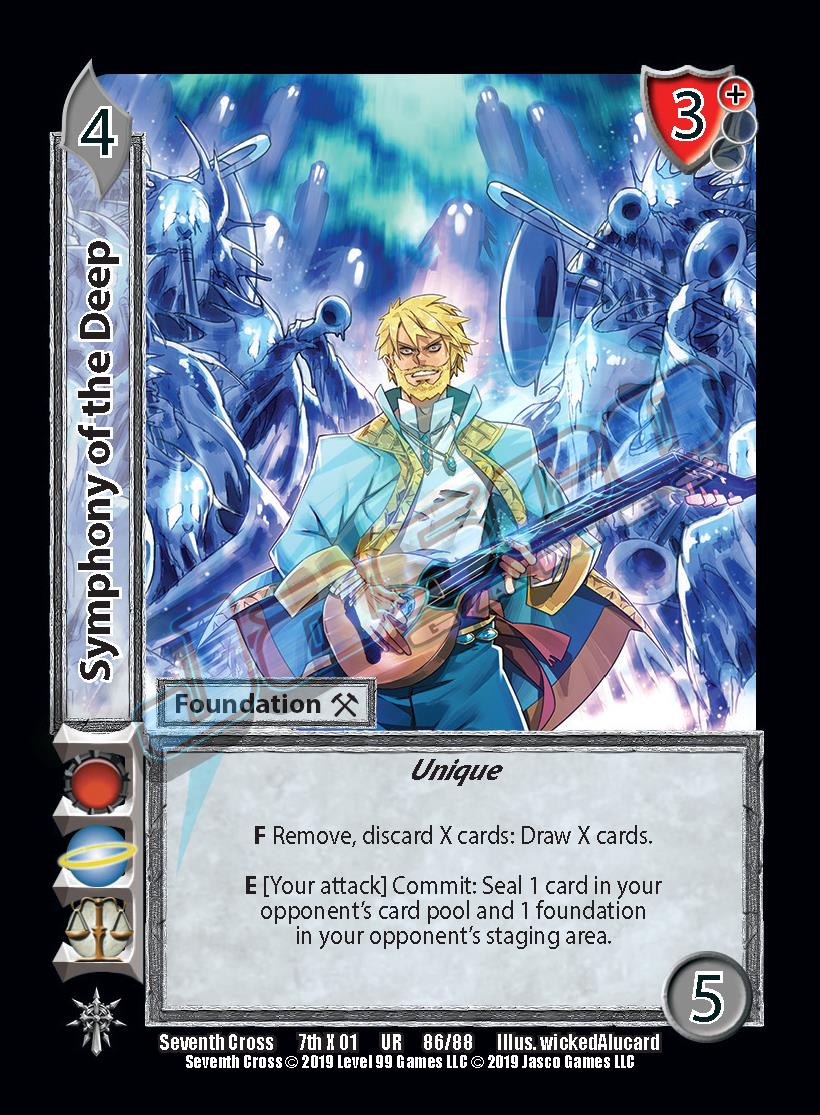 4
3
+
Symphony of the Deep
Foundation
Unique
F Remove, discard X cards: Draw X cards.
E [Your attack] Commit: Seal 1 card in your
opponent's card pool and 1 foundation
in your opponent's staging area.
5
Seventh Cross 7th X 01 UR 86/88 Illus. wickedAlucard
Seventh Cross © 2019 Level 99 Games LLC © 2019 Jasco Games LLC